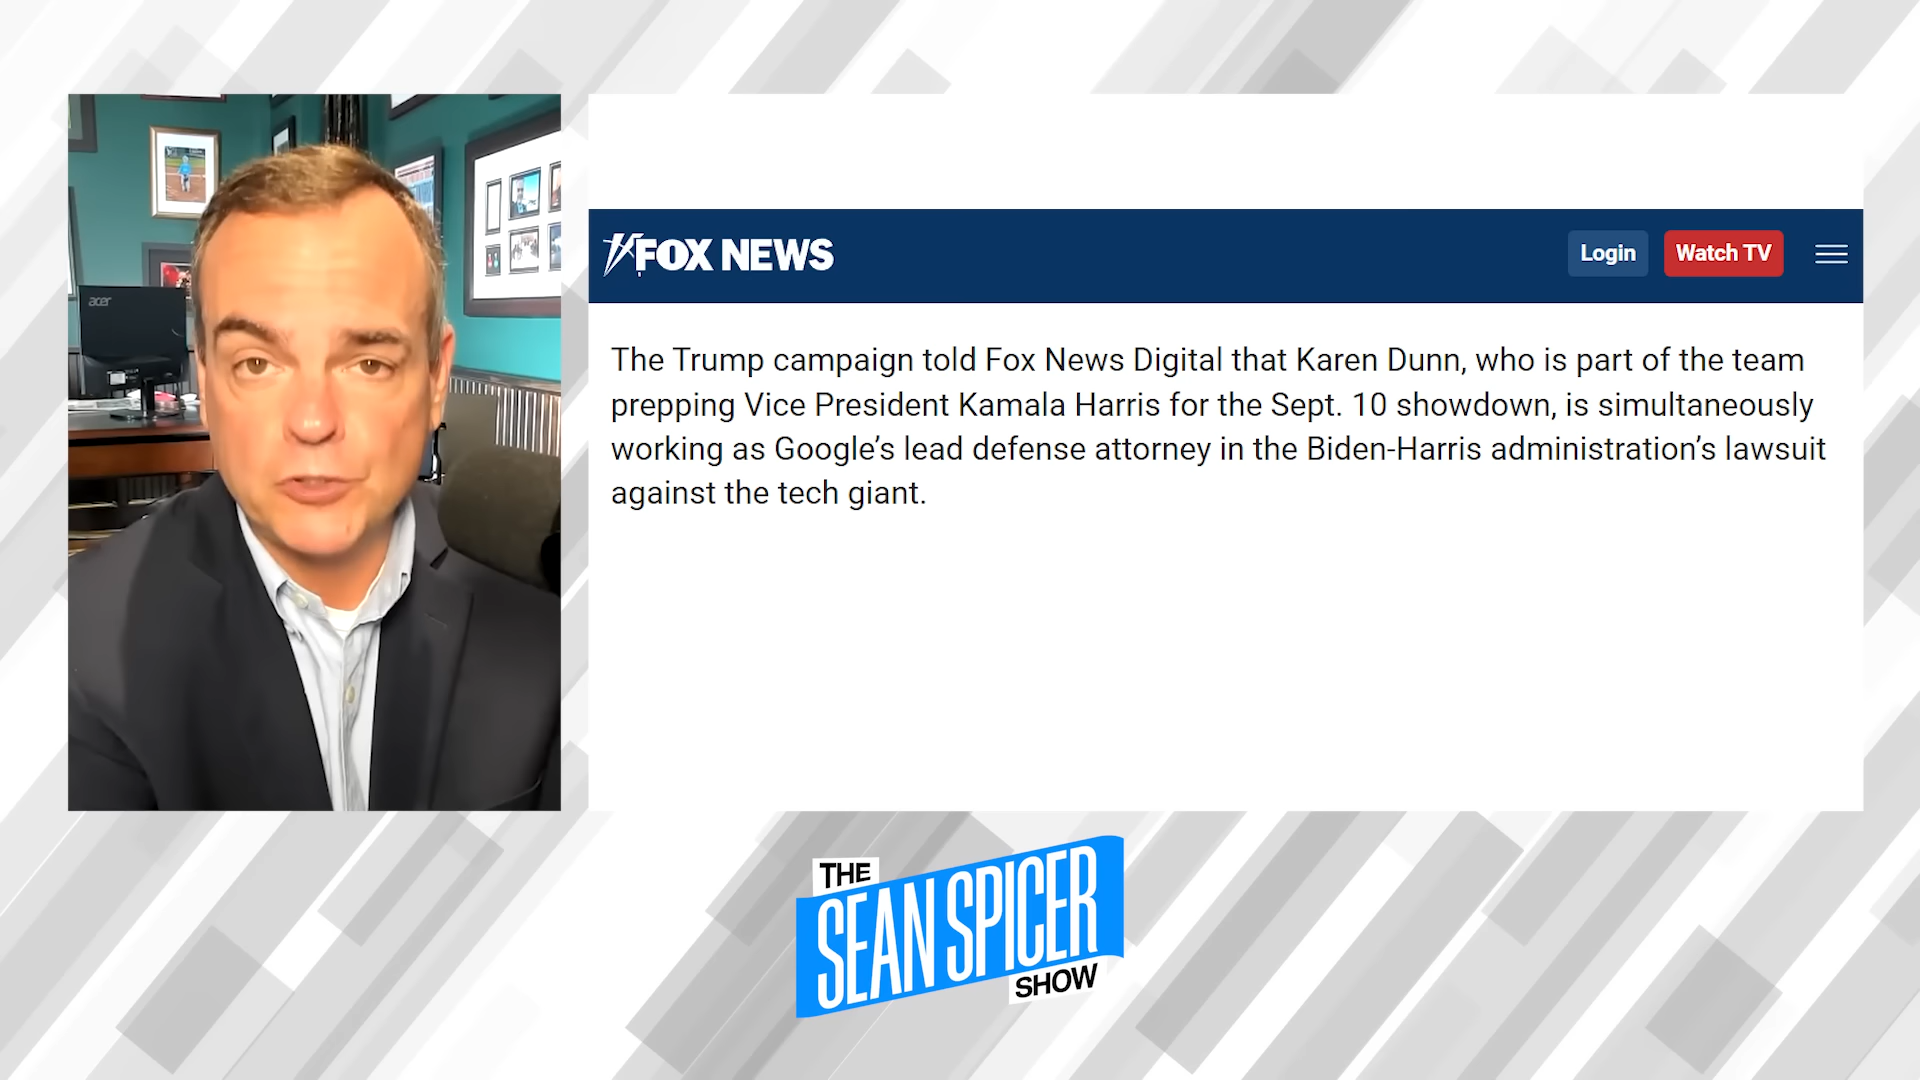 acer
FOX NEWS
Login
Watch TV
The Trump campaign told Fox News Digital that Karen Dunn, who is part of the team
prepping Vice President Kamala Harris for the Sept. 10 showdown, is simultaneously
working as Google’s lead defense attorney in the Biden-Harris administration’s lawsuit
against the tech giant.
THE
SEAN SPICER
SHOW